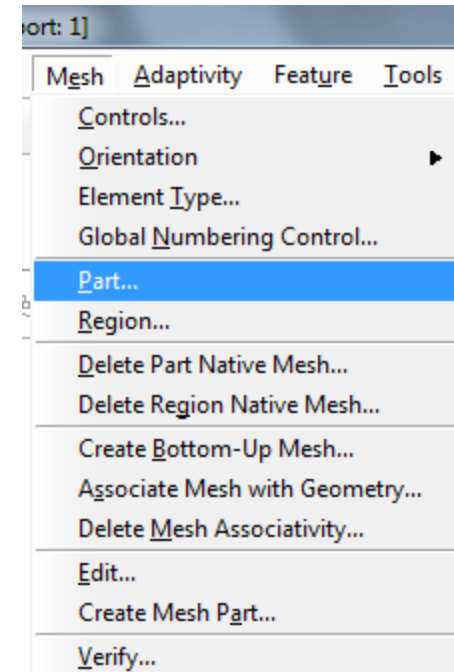 ort: 1]
Mesh Adaptivity Feature Tools
Controls...
Orientation
Element Type...
Global Numbering Control...
Part...
Region...
Delete Part Native Mesh...
Delete Region Native Mesh...
Create Bottom-Up Mesh...
Associate Mesh with Geometry...
Delete Mesh Associativity...
Edit...
Create Mesh Part...
Verify...